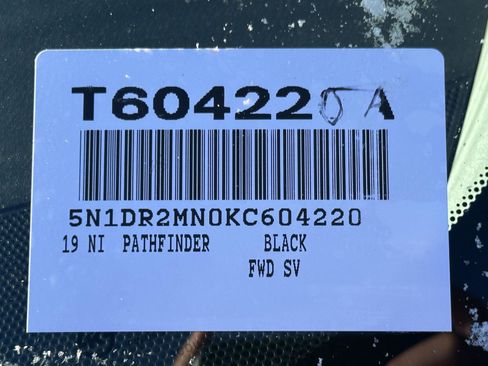 T604220A
5N1DR2MN0KC604220
19 NI PATHFINDER BLACK
FWD SV